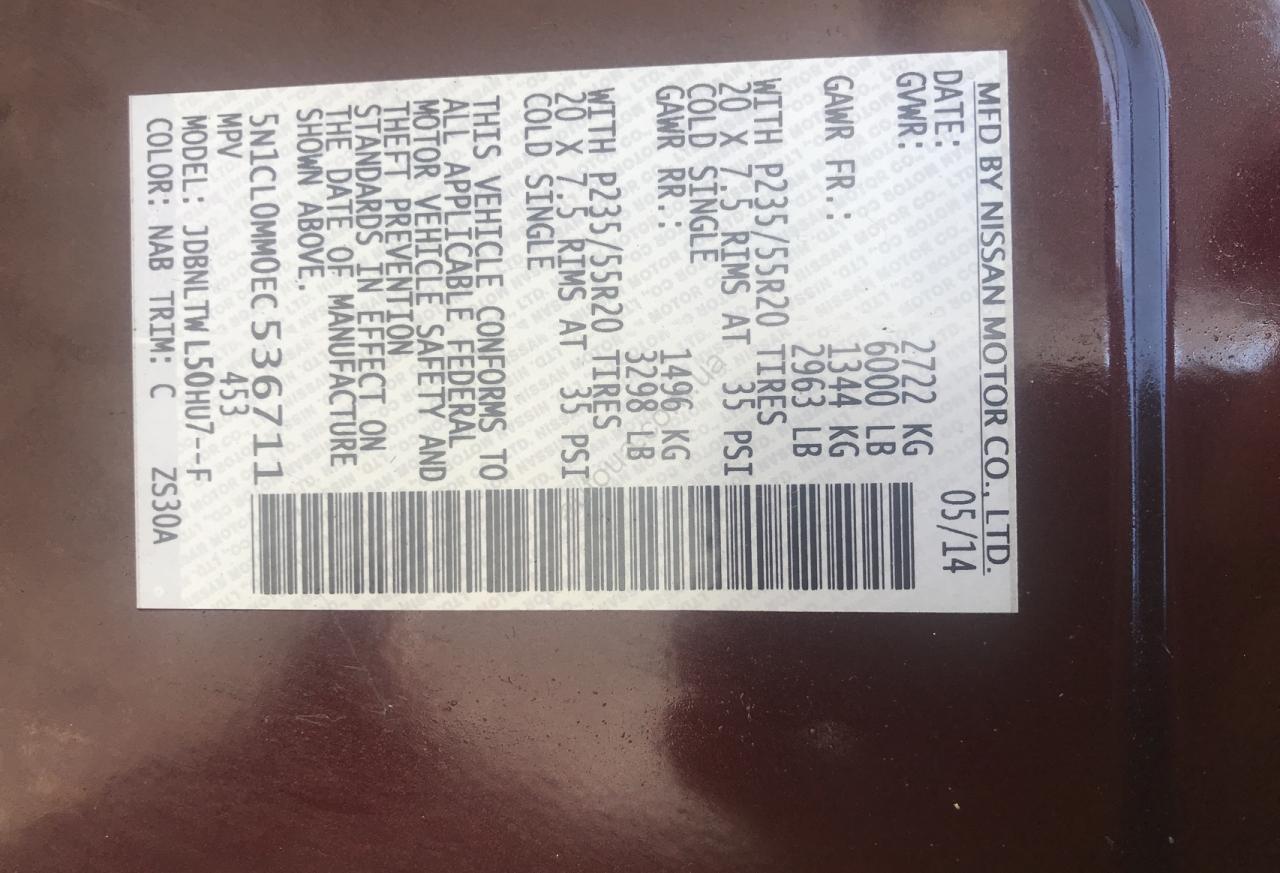 MFD BY NISSAN MOTOR CO., LTD.
DATE: 05/14
GVWR: 2722 KG
6000 LB
GAWR FR.: 1344 KG
2963 LB
WITH P235/55R20 TIRES
20 X 7.5 RIMS AT 35 PSI
COLD SINGLE
GAWR RR.: 1496 KG
3298 LB
WITH P235/55R20 TIRES
20 X 7.5 RIMS AT 35 PSI
COLD SINGLE
THIS VEHICLE CONFORMS TO
ALL APPLICABLE FEDERAL
MOTOR VEHICLE SAFETY AND
THEFT PREVENTION
STANDARDS IN EFFECT ON
THE DATE OF MANUFACTURE
SHOWN ABOVE.
5N1CL0MM0EC536711
MPV 453
MODEL: JDBNLTWL50HU7--F
COLOR: NAB TRIM: C ZS30A